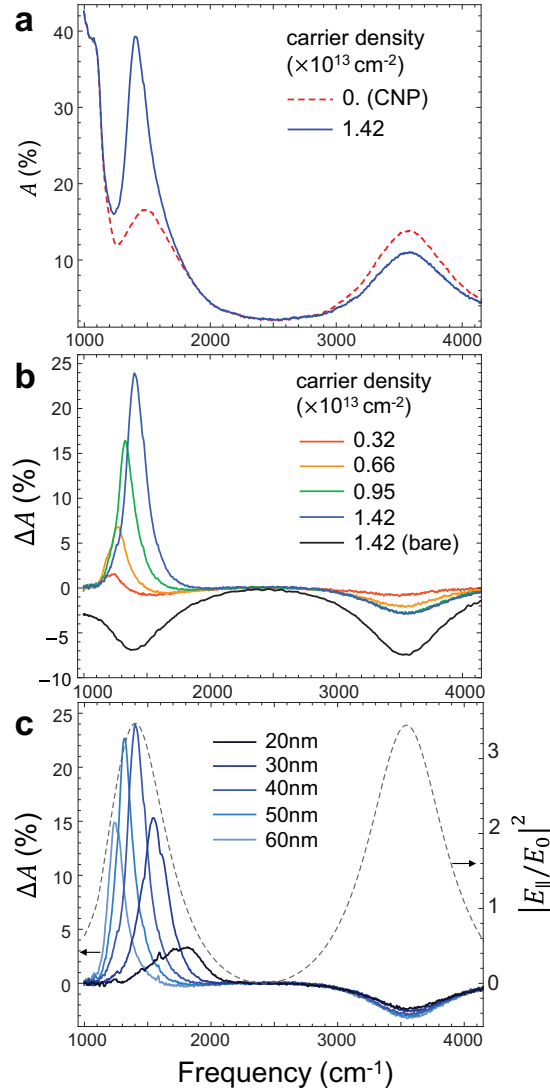 a
carrier density
(×10¹³ cm⁻²)
0. (CNP)
1.42
A (%)
40
30
20
10
1000 2000 3000 4000
b
carrier density
(×10¹³ cm⁻²)
0.32
0.66
0.95
1.42
1.42 (bare)
ΔA (%)
25
20
15
10
5
0
−5
−10
1000 2000 3000 4000
c
20nm
30nm
40nm
50nm
60nm
ΔA (%)
25
20
15
10
5
0
|E∥/E₀|²
3
2
1
0
1000 2000 3000 4000
Frequency (cm⁻¹)